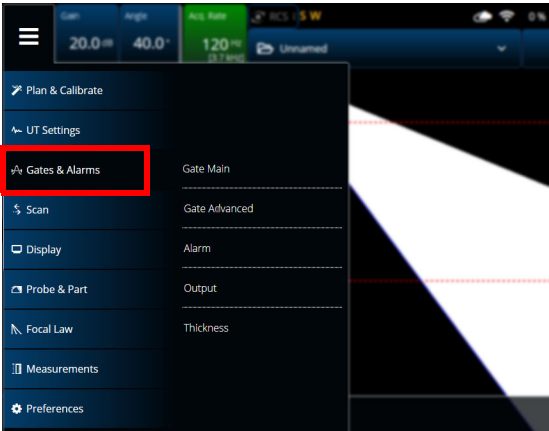 Gain
Angle
Acq. Rate
RCS I S W
20.0 dB
40.0°
120 Hz
(3.7 kHz)
Unnamed
0%
Plan & Calibrate
UT Settings
Gates & Alarms
Scan
Display
Probe & Part
Focal Law
Measurements
Preferences
Gate Main
Gate Advanced
Alarm
Output
Thickness